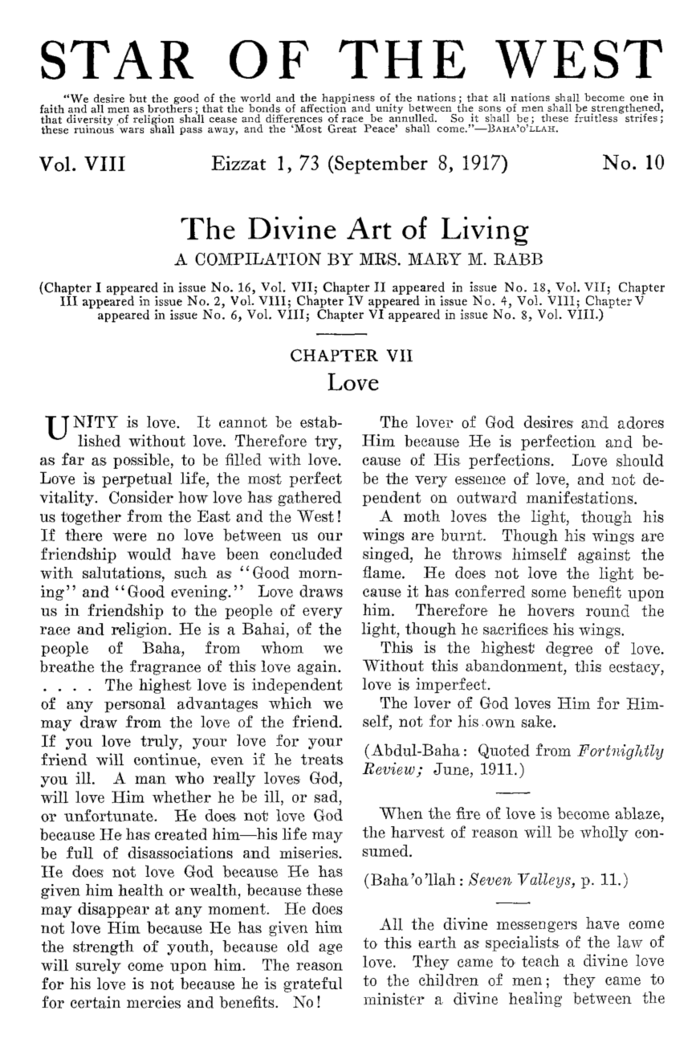 STAR OF THE WEST
"We desire but the good of the world and the happiness of the nations; that all nations shall become one in
faith and all men as brothers; that the bonds of affection and unity between the sons of men shall be strengthened,
that diversity of religion shall cease and differences of race be annulled. So it shall be; these fruitless strifes;
these ruinous wars shall pass away, and the 'Most Great Peace' shall come."—BAHA'O'LLAH.
Vol. VIII Eizzat 1, 73 (September 8, 1917) No. 10
The Divine Art of Living
A COMPILATION BY MRS. MARY M. RABB
(Chapter I appeared in issue No. 16, Vol. VII; Chapter II appeared in issue No. 18, Vol. VII; Chapter
III appeared in issue No. 2, Vol. VIII; Chapter IV appeared in issue No. 4, Vol. VIII; Chapter V
appeared in issue No. 6, Vol. VIII; Chapter VI appeared in issue No. 8, Vol. VIII.)
CHAPTER VII
Love
UNITY is love. It cannot be estab-
lished without love. Therefore try,
as far as possible, to be filled with love.
Love is perpetual life, the most perfect
vitality. Consider how love has gathered
us together from the East and the West!
If there were no love between us our
friendship would have been concluded
with salutations, such as "Good morn-
ing" and "Good evening." Love draws
us in friendship to the people of every
race and religion. He is a Bahai, of the
people of Baha, from whom we
breathe the fragrance of this love again.
. . . . The highest love is independent
of any personal advantages which we
may draw from the love of the friend.
If you love truly, your love for your
friend will continue, even if he treats
you ill. A man who really loves God,
will love Him whether he be ill, or sad,
or unfortunate. He does not love God
because He has created him—his life may
be full of disassociations and miseries.
He does not love God because He has
given him health or wealth, because these
may disappear at any moment. He does
not love Him because He has given him
the strength of youth, because old age
will surely come upon him. The reason
for his love is not because he is grateful
for certain mercies and benefits. No!
The lover of God desires and adores
Him because He is perfection and be-
cause of His perfections. Love should
be the very essence of love, and not de-
pendent on outward manifestations.
A moth loves the light, though his
wings are burnt. Though his wings are
singed, he throws himself against the
flame. He does not love the light be-
cause it has conferred some benefit upon
him. Therefore he hovers round the
light, though he sacrifices his wings.
This is the highest degree of love.
Without this abandonment, this ecstacy,
love is imperfect.
The lover of God loves Him for Him-
self, not for his own sake.
(Abdul-Baha: Quoted from Fortnightly
Review; June, 1911.)
When the fire of love is become ablaze,
the harvest of reason will be wholly con-
sumed.
(Baha'o'llah: Seven Valleys, p. 11.)
All the divine messengers have come
to this earth as specialists of the law of
love. They came to teach a divine love
to the children of men; they came to
minister a divine healing between the